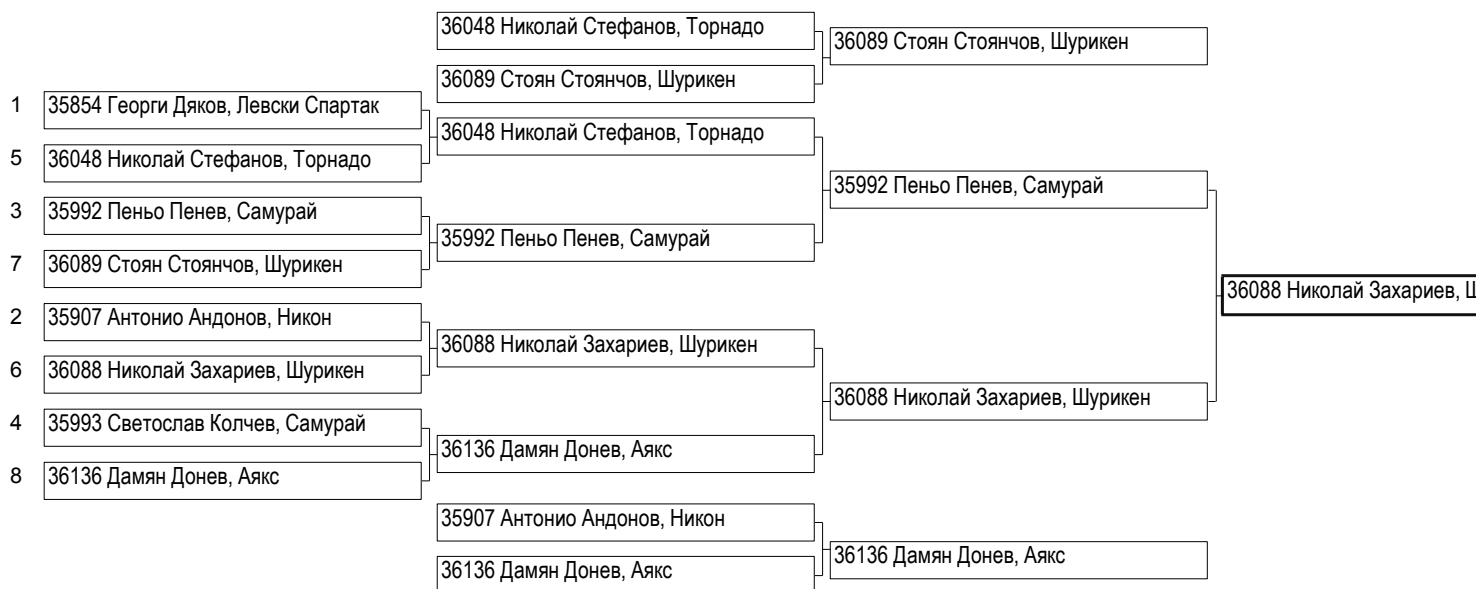 36048 Николай Стефанов, Торнадо
36089 Стоян Стоянчов, Шурикен
36089 Стоян Стоянчов, Шурикен
1 35854 Георги Дяков, Левски Спартак
36048 Николай Стефанов, Торнадо
5 36048 Николай Стефанов, Торнадо
35992 Пеньо Пенев, Самурай
3 35992 Пеньо Пенев, Самурай
35992 Пеньо Пенев, Самурай
7 36089 Стоян Стоянчов, Шурикен
36088 Николай Захариев, Ш
2 35907 Антонио Андонов, Никон
36088 Николай Захариев, Шурикен
6 36088 Николай Захариев, Шурикен
36088 Николай Захариев, Шурикен
4 35993 Светослав Колчев, Самурай
36136 Дамян Донев, Аякс
8 36136 Дамян Донев, Аякс
35907 Антонио Андонов, Никон
36136 Дамян Донев, Аякс
36136 Дамян Донев, Аякс